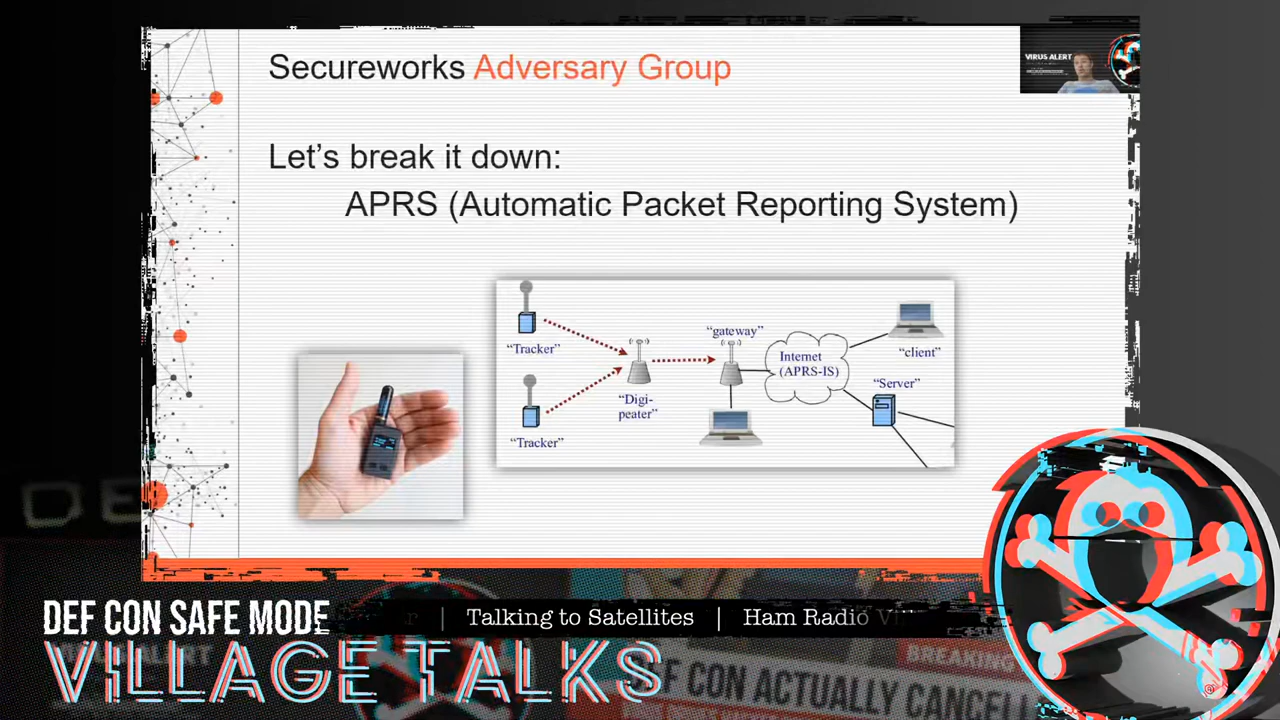 Secureworks Adversary Group
VIRUS ALERT
Let's break it down:
APRS (Automatic Packet Reporting System)
“Tracker”
“Tracker”
“Digi-
peater”
“gateway”
Internet
(APRS-IS)
“client”
“Server”
DEF CON SAFE MODE
r | Talking to Satellites | Ham Radio Vi
VILLAGE TALKS
BREAKING
DEF CON ACTUALLY CANCELL